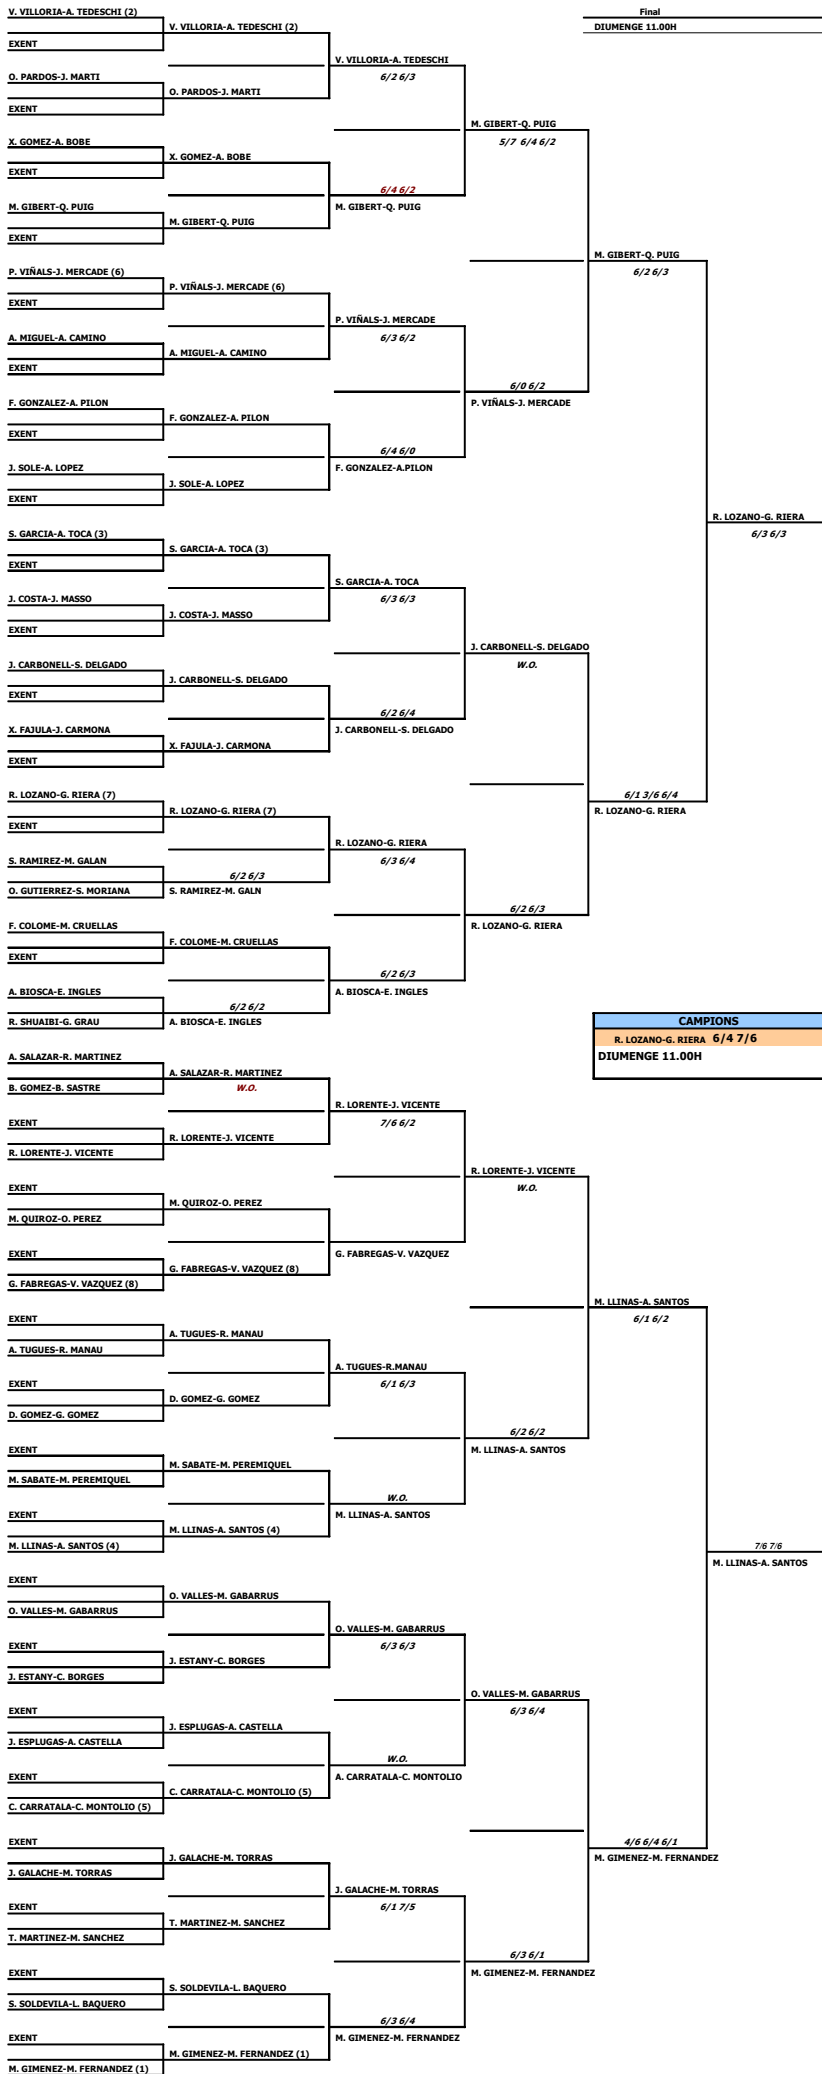 V. VILLORIA-A. TEDESCHI (2)
EXENT
O. PARDOS-J. MARTI
EXENT
X. GOMEZ-A. BOBE
EXENT
M. GIBERT-Q. PUIG
EXENT
P. VIÑALS-J. MERCADE (6)
EXENT
A. MIGUEL-A. CAMINO
EXENT
F. GONZALEZ-A. PILON
EXENT
J. SOLE-A. LOPEZ
EXENT
S. GARCIA-A. TOCA (3)
EXENT
J. COSTA-J. MASSO
EXENT
J. CARBONELL-S. DELGADO
EXENT
X. FAJULA-J. CARMONA
EXENT
R. LOZANO-G. RIERA (7)
EXENT
S. RAMIREZ-M. GALAN
O. GUTIERREZ-S. MORIANA
F. COLOME-M. CRUELLAS
EXENT
A. BIOSCA-E. INGLES
R. SHUAIBI-G. GRAU
A. SALAZAR-R. MARTINEZ
B. GOMEZ-B. SASTRE
EXENT
R. LORENTE-J. VICENTE
EXENT
M. QUIROZ-O. PEREZ
EXENT
G. FABREGAS-V. VAZQUEZ (8)
EXENT
A. TUGUES-R. MANAU
EXENT
D. GOMEZ-G. GOMEZ
EXENT
M. SABATE-M. PEREMIQUEL
EXENT
M. LLINAS-A. SANTOS (4)
EXENT
O. VALLES-M. GABARRUS
EXENT
J. ESTANY-C. BORGES
EXENT
J. ESPLUGAS-A. CASTELLA
EXENT
C. CARRATALA-C. MONTOLIO (5)
EXENT
J. GALACHE-M. TORRAS
EXENT
T. MARTINEZ-M. SANCHEZ
EXENT
S. SOLDEVILA-L. BAQUERO
EXENT
M. GIMENEZ-M. FERNANDEZ (1)
V. VILLORIA-A. TEDESCHI (2)
O. PARDOS-J. MARTI
X. GOMEZ-A. BOBE
M. GIBERT-Q. PUIG
P. VIÑALS-J. MERCADE (6)
A. MIGUEL-A. CAMINO
F. GONZALEZ-A. PILON
J. SOLE-A. LOPEZ
S. GARCIA-A. TOCA (3)
J. COSTA-J. MASSO
J. CARBONELL-S. DELGADO
X. FAJULA-J. CARMONA
R. LOZANO-G. RIERA (7)
6/2 6/3
S. RAMIREZ-M. GALN
F. COLOME-M. CRUELLAS
6/2 6/2
A. BIOSCA-E. INGLES
A. SALAZAR-R. MARTINEZ
W.O.
R. LORENTE-J. VICENTE
M. QUIROZ-O. PEREZ
G. FABREGAS-V. VAZQUEZ (8)
A. TUGUES-R. MANAU
D. GOMEZ-G. GOMEZ
M. SABATE-M. PEREMIQUEL
M. LLINAS-A. SANTOS (4)
O. VALLES-M. GABARRUS
J. ESTANY-C. BORGES
J. ESPLUGAS-A. CASTELLA
C. CARRATALA-C. MONTOLIO (5)
J. GALACHE-M. TORRAS
T. MARTINEZ-M. SANCHEZ
S. SOLDEVILA-L. BAQUERO
M. GIMENEZ-M. FERNANDEZ (1)
V. VILLORIA-A. TEDESCHI
6/2 6/3
6/4 6/2
M. GIBERT-Q. PUIG
P. VIÑALS-J. MERCADE
6/3 6/2
6/4 6/0
F. GONZALEZ-A.PILON
S. GARCIA-A. TOCA
6/3 6/3
6/2 6/4
J. CARBONELL-S. DELGADO
R. LOZANO-G. RIERA
6/3 6/4
6/2 6/3
A. BIOSCA-E. INGLES
R. LORENTE-J. VICENTE
7/6 6/2
G. FABREGAS-V. VAZQUEZ
A. TUGUES-R.MANAU
6/1 6/3
W.O.
M. LLINAS-A. SANTOS
O. VALLES-M. GABARRUS
6/3 6/3
W.O.
A. CARRATALA-C. MONTOLIO
J. GALACHE-M. TORRAS
6/1 7/5
6/3 6/4
M. GIMENEZ-M. FERNANDEZ
M. GIBERT-Q. PUIG
5/7 6/4 6/2
6/0 6/2
P. VIÑALS-J. MERCADE
J. CARBONELL-S. DELGADO
W.O.
6/2 6/3
R. LOZANO-G. RIERA
R. LORENTE-J. VICENTE
W.O.
6/2 6/2
M. LLINAS-A. SANTOS
O. VALLES-M. GABARRUS
6/3 6/4
6/3 6/1
M. GIMENEZ-M. FERNANDEZ
M. GIBERT-Q. PUIG
6/2 6/3
6/1 3/6 6/4
R. LOZANO-G. RIERA
M. LLINAS-A. SANTOS
6/1 6/2
4/6 6/4 6/1
M. GIMENEZ-M. FERNANDEZ
Final
DIUMENGE 11.00H
R. LOZANO-G. RIERA
6/3 6/3
CAMPIONS
R. LOZANO-G. RIERA 6/4 7/6
DIUMENGE 11.00H
7/6 7/6
M. LLINAS-A. SANTOS